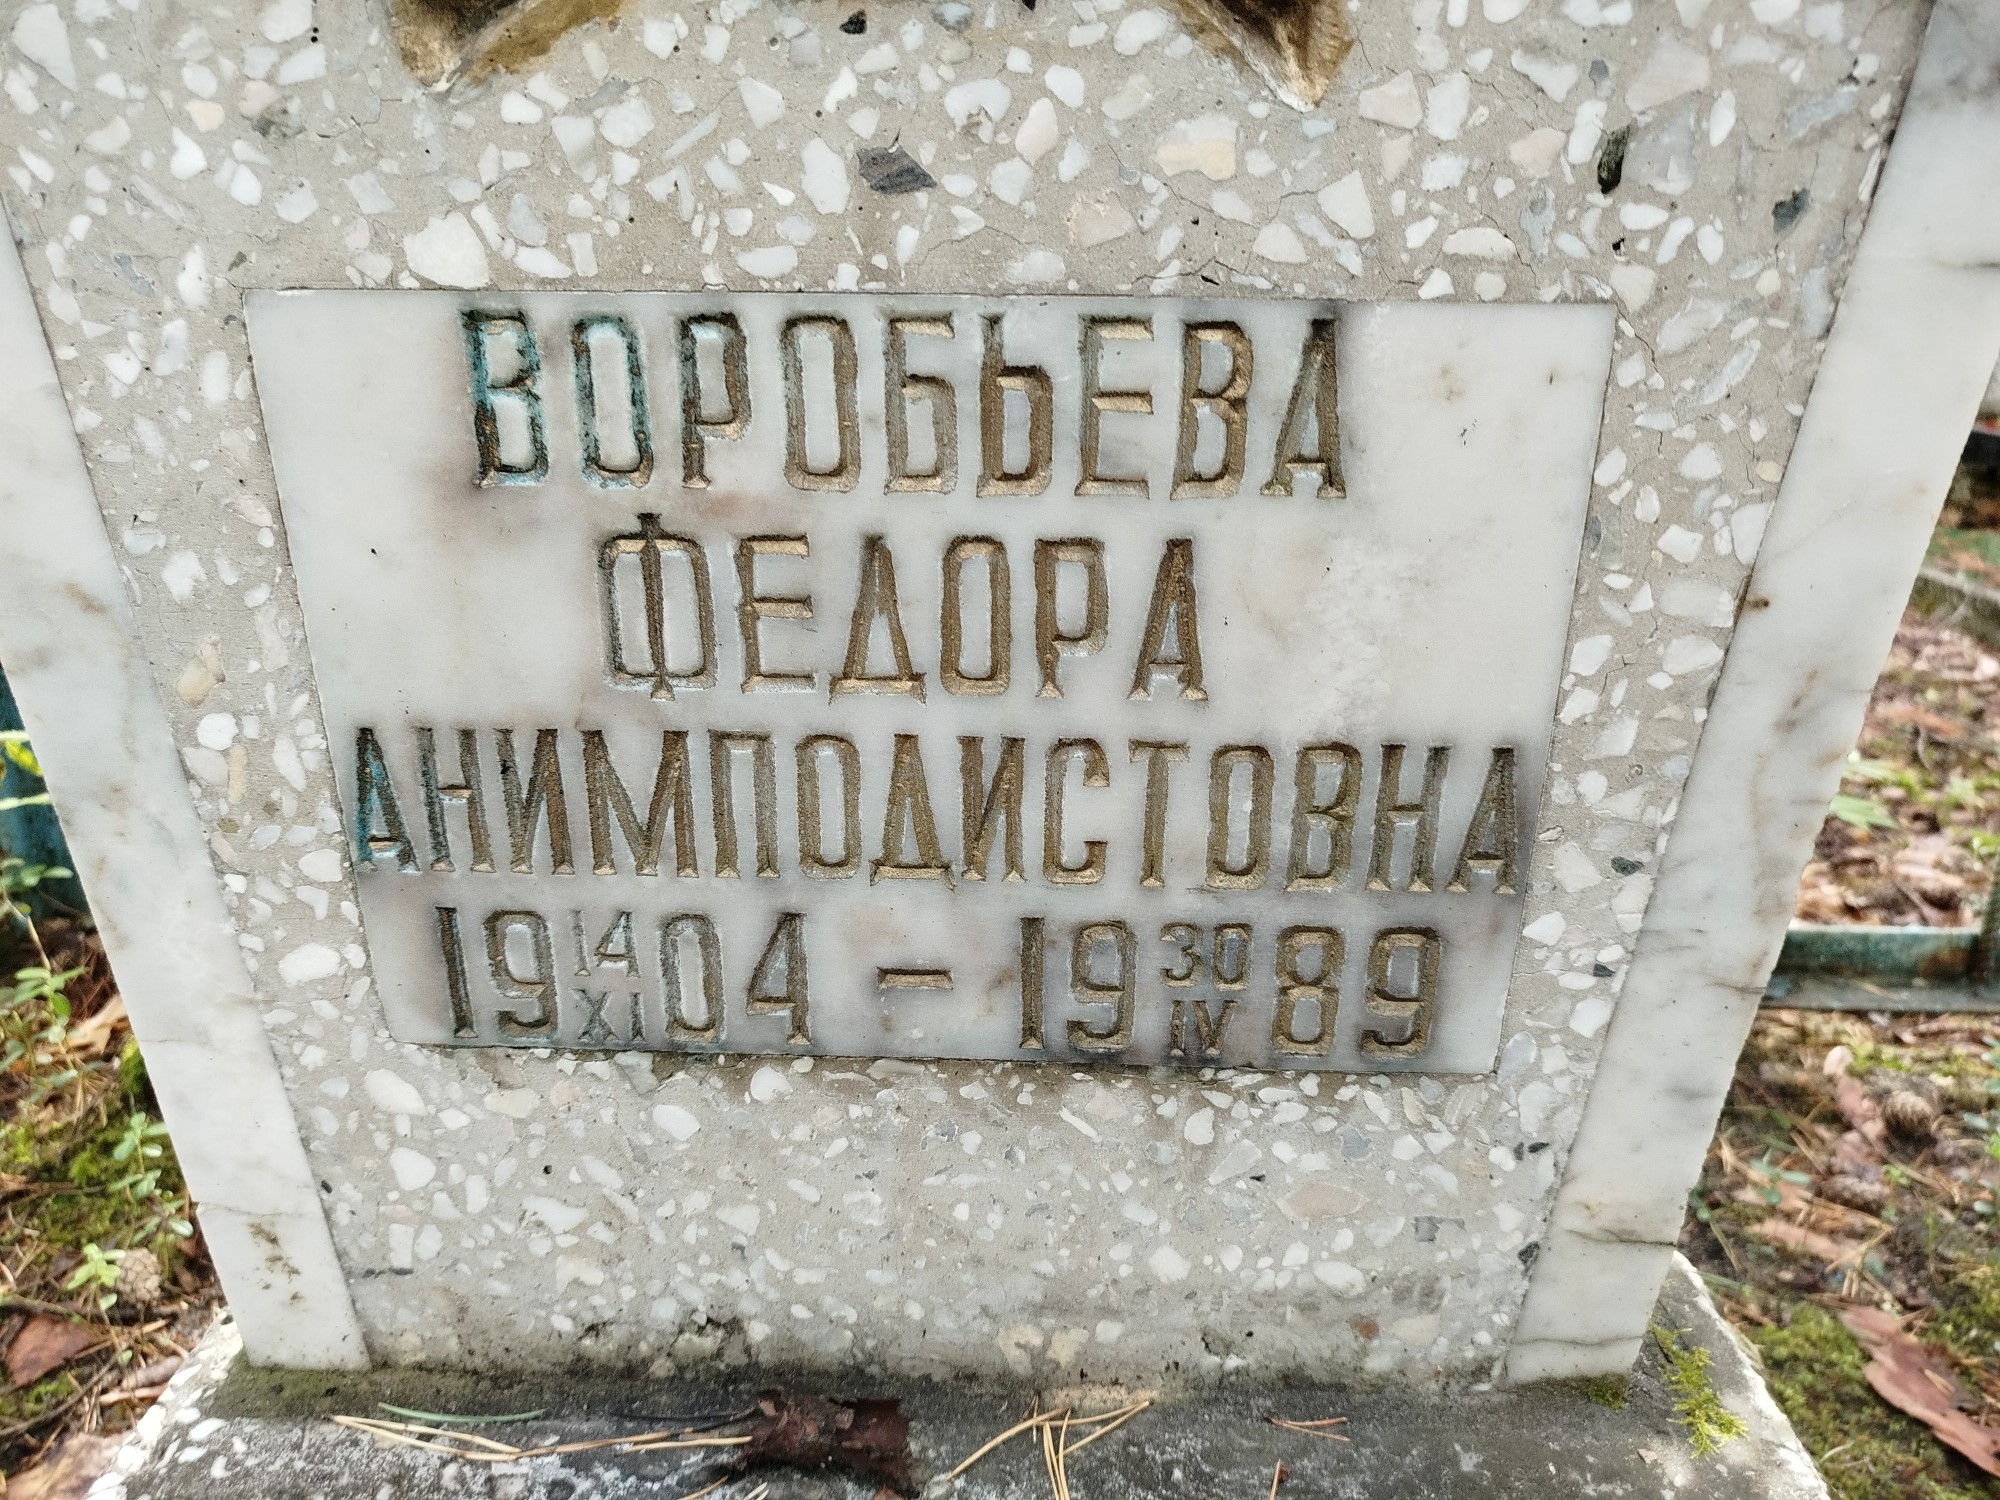 ВОРОБЬЕВА
ФЕДОРА
АНИМПОДИСТОВНА
19 14/XI 04 – 19 30/IV 89